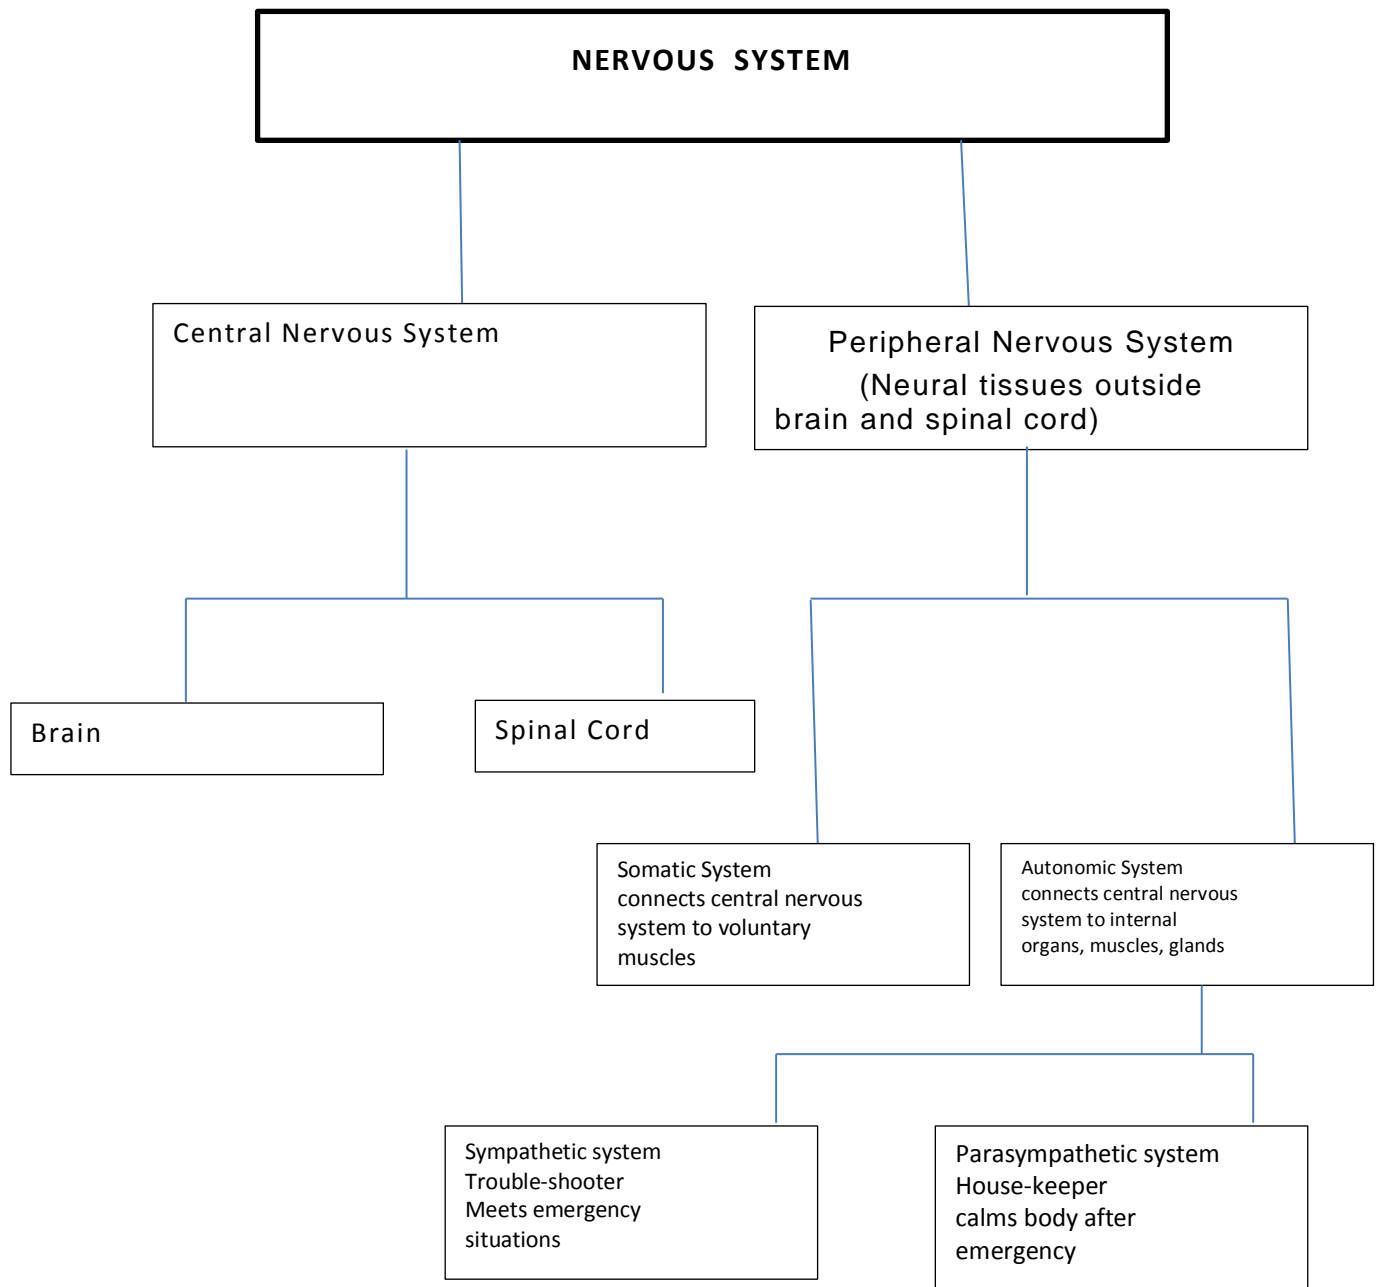 NERVOUS SYSTEM
Central Nervous System
Peripheral Nervous System
(Neural tissues outside
brain and spinal cord)
Brain
Spinal Cord
Somatic System
connects central nervous
system to voluntary
muscles
Autonomic System
connects central nervous
system to internal
organs, muscles, glands
Sympathetic system
Trouble-shooter
Meets emergency
situations
Parasympathetic system
House-keeper
calms body after
emergency